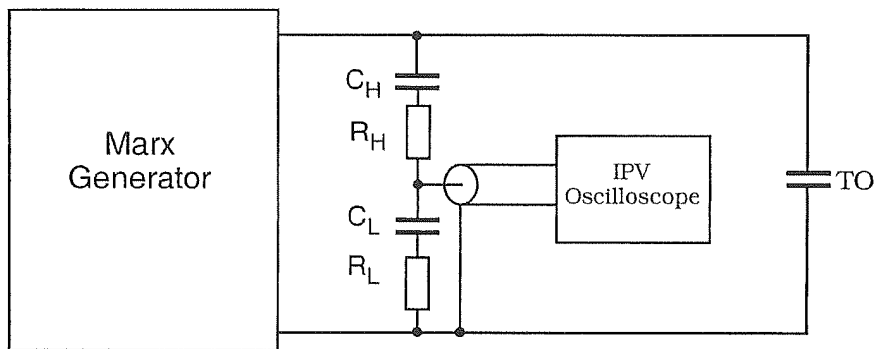 Marx
Generator
C_H
R_H
C_L
R_L
IPV
Oscilloscope
TO